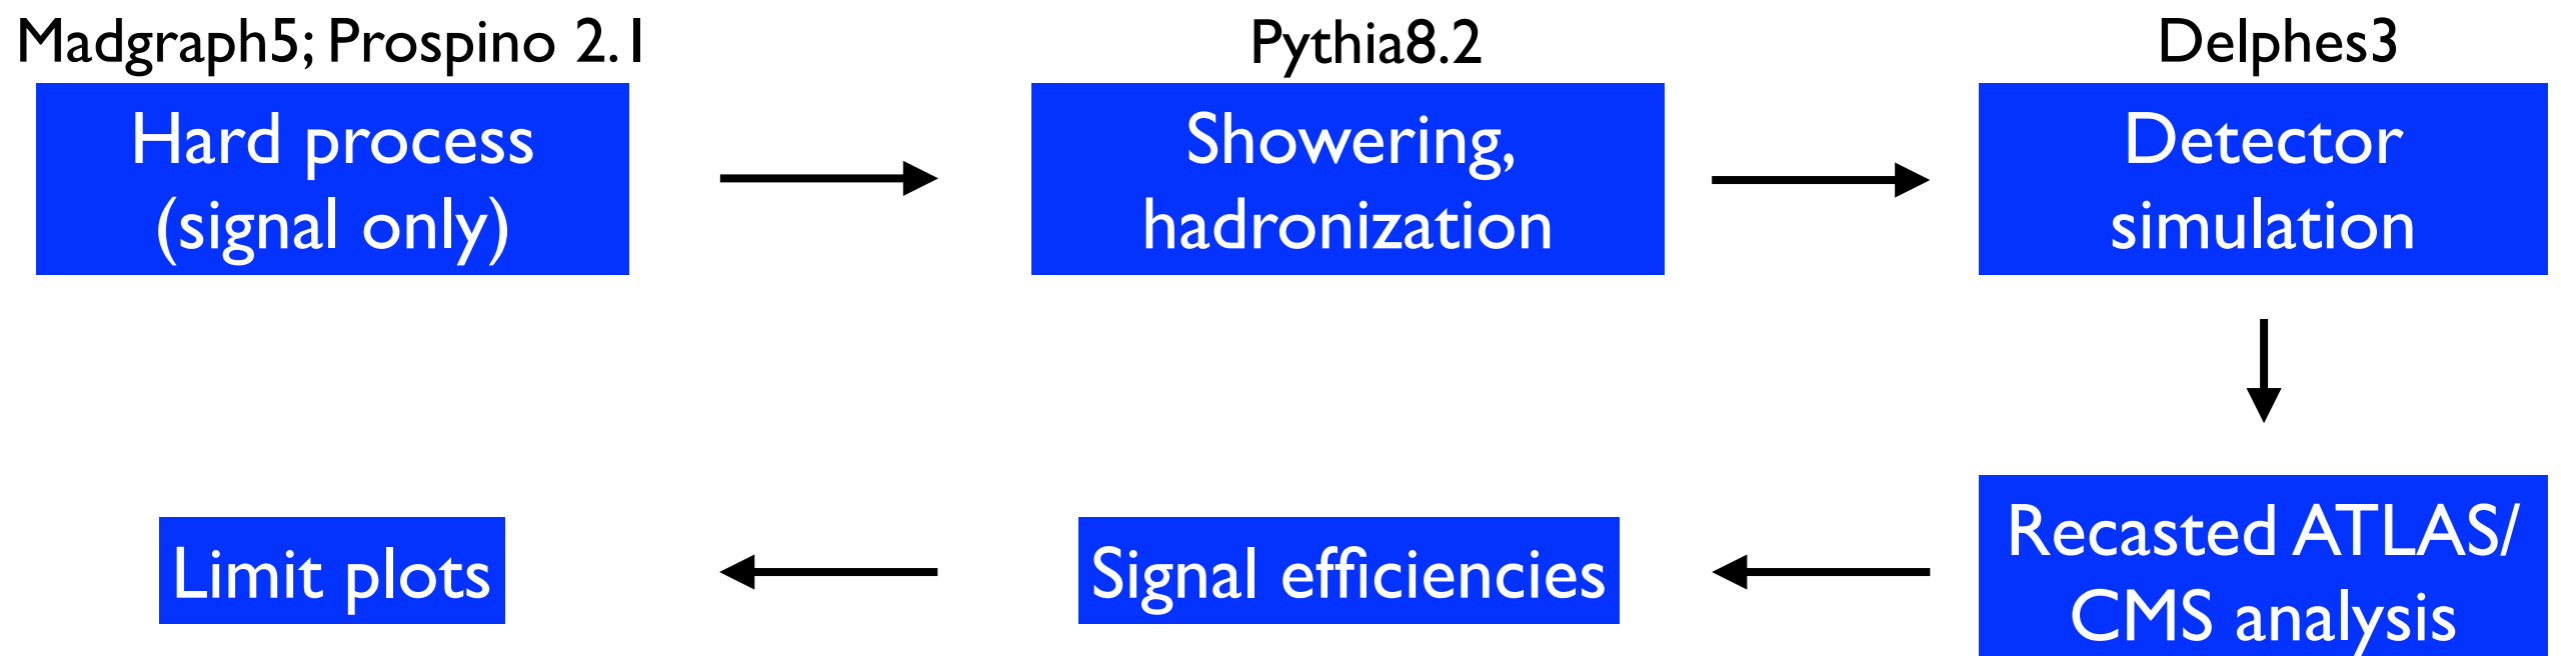 Madgraph5; Prospino 2.1
Hard process
(signal only)
Pythia8.2
Showering,
hadronization
Delphes3
Detector
simulation
Recasted ATLAS/
CMS analysis
Signal efficiencies
Limit plots